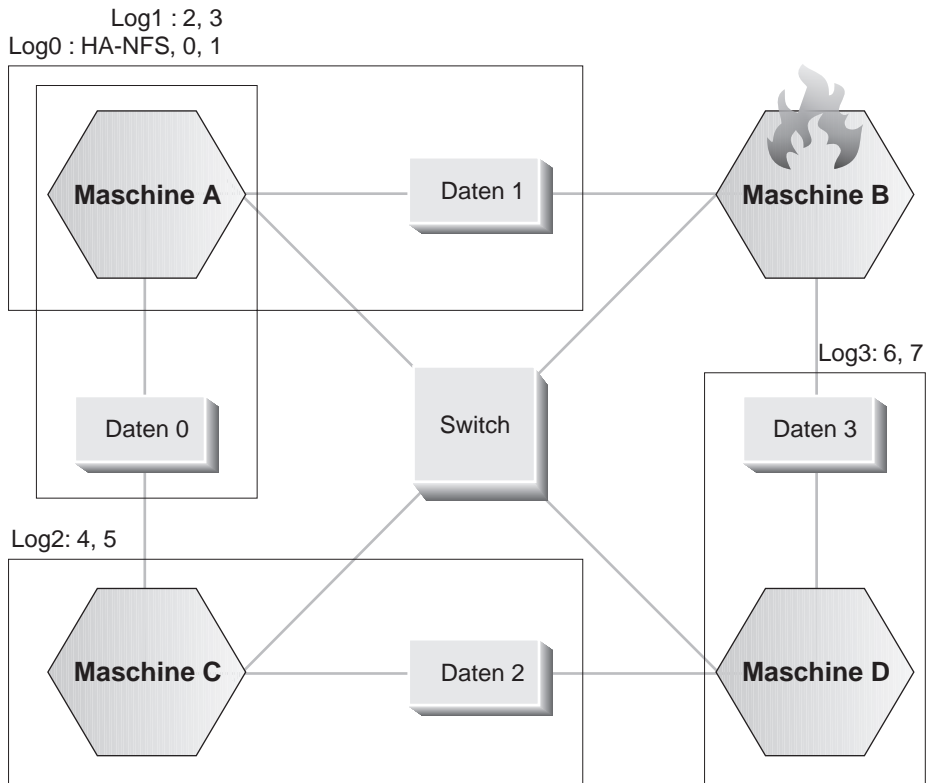 Log1 : 2, 3
Log0 : HA-NFS, 0, 1
Maschine A
Daten 1
Maschine B
Log3: 6, 7
Daten 0
Switch
Daten 3
Log2: 4, 5
Maschine C
Daten 2
Maschine D